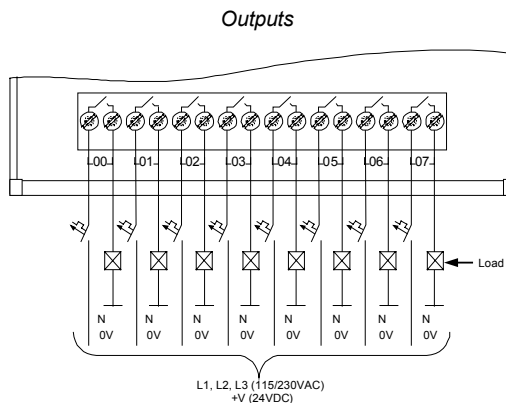 Outputs
00 01 02 03 04 05 06 07
Load
N N N N N N N N
0V 0V 0V 0V 0V 0V 0V 0V
L1, L2, L3 (115/230VAC)
+V (24VDC)